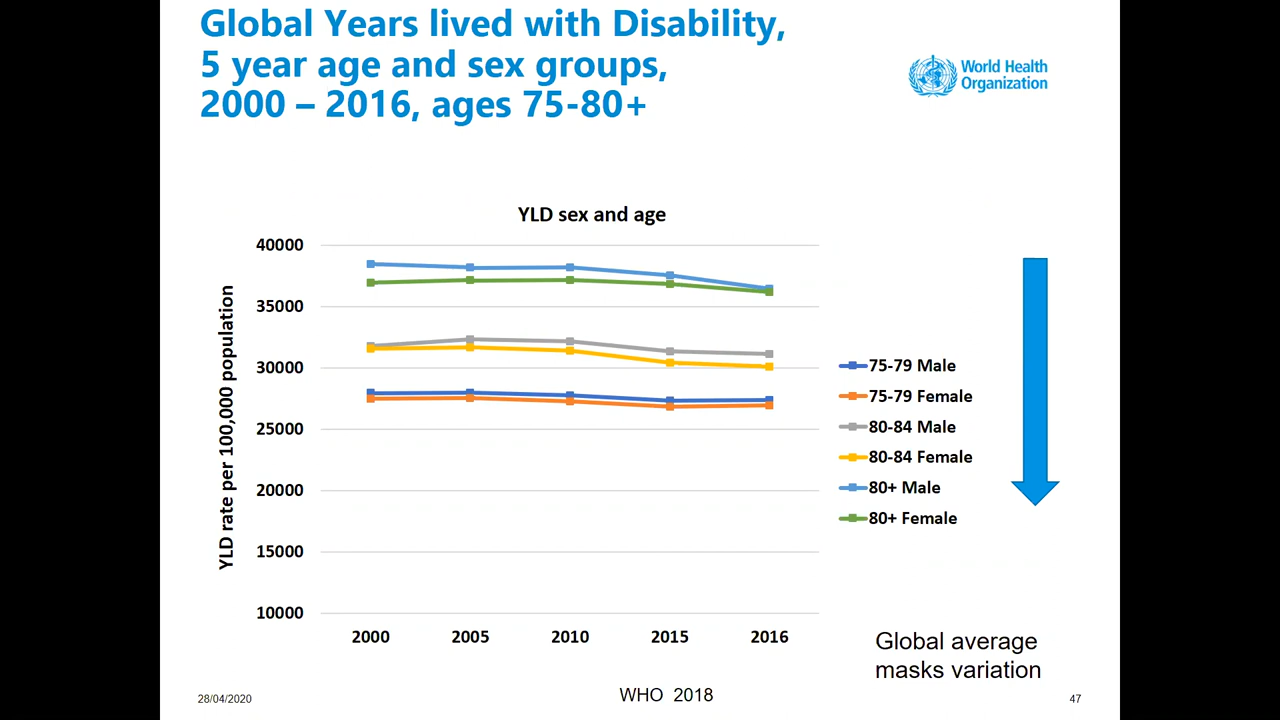 Global Years lived with Disability,
5 year age and sex groups,
2000 – 2016, ages 75-80+
World Health
Organization
YLD sex and age
YLD rate per 100,000 population
40000
35000
30000
25000
20000
15000
10000
2000 2005 2010 2015 2016
75-79 Male
75-79 Female
80-84 Male
80-84 Female
80+ Male
80+ Female
Global average
masks variation
28/04/2020
WHO 2018
47